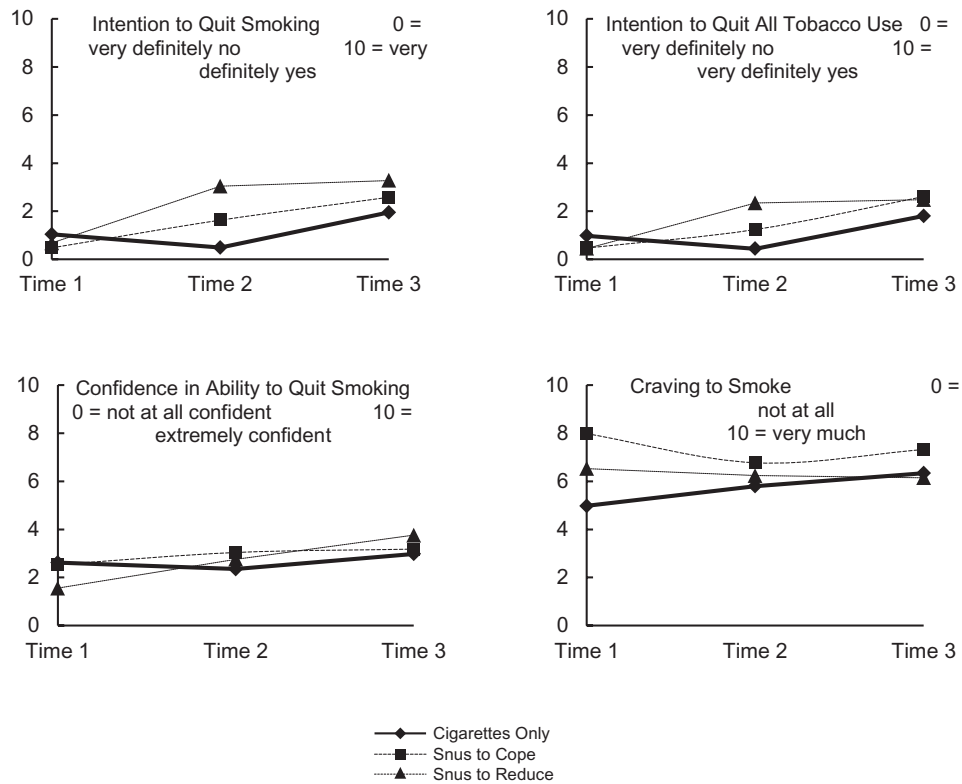 10
Intention to Quit Smoking 0 =
very definitely no 10 = very
definitely yes
8
6
4
2
0
Time 1 Time 2 Time 3
10
Intention to Quit All Tobacco Use 0 =
very definitely no 10 =
very definitely yes
8
6
4
2
0
Time 1 Time 2 Time 3
10
Confidence in Ability to Quit Smoking
0 = not at all confident 10 =
extremely confident
8
6
4
2
0
Time 1 Time 2 Time 3
10
Craving to Smoke 0 =
not at all
10 = very much
8
6
4
2
0
Time 1 Time 2 Time 3
Cigarettes Only
Snus to Cope
Snus to Reduce